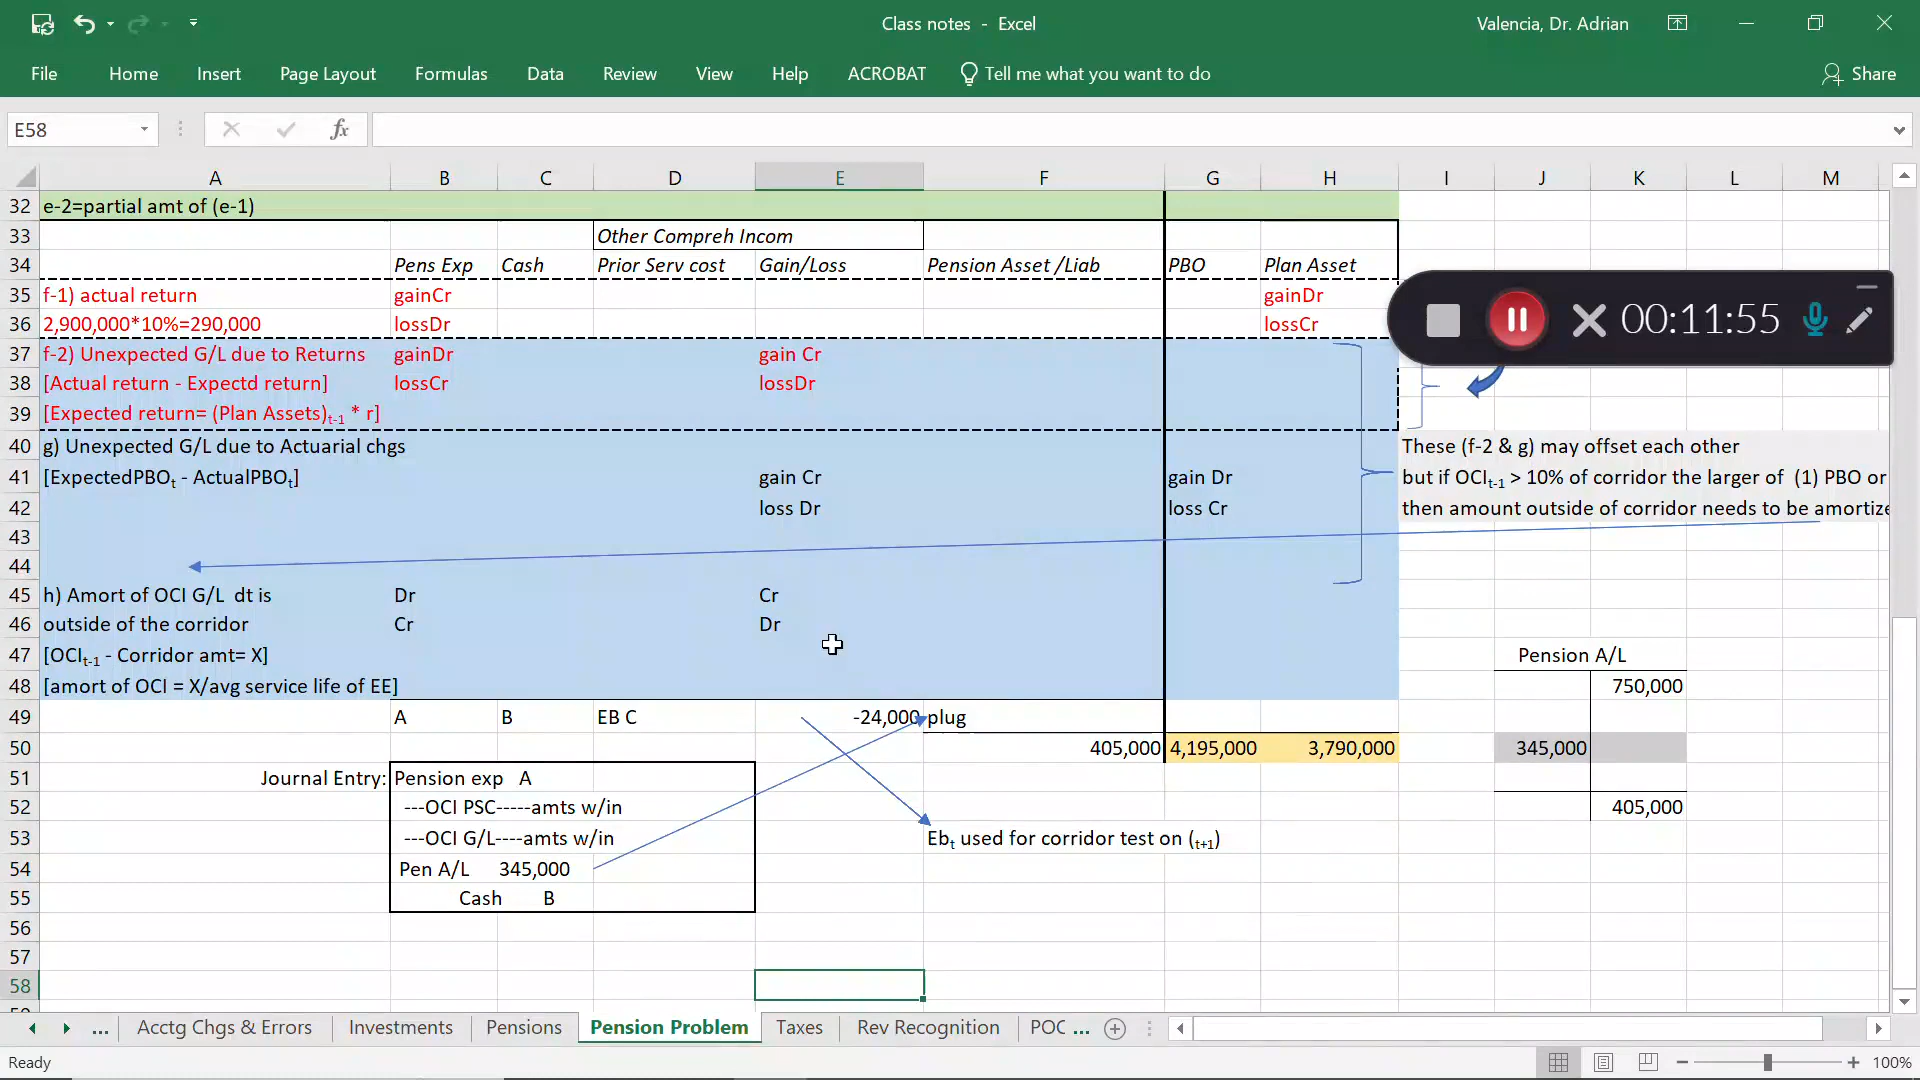 Class notes - Excel
Valencia, Dr. Adrian
File Home Insert Page Layout Formulas Data Review View Help ACROBAT Tell me what you want to do Share
E58 fx
A B C D E F G H I J K L M
32 e-2=partial amt of (e-1)
33 Other Compreh Incom
34 Pens Exp Cash Prior Serv cost Gain/Loss Pension Asset /Liab PBO Plan Asset
35 f-1) actual return gainCr gainDr
36 2,900,000*10%=290,000 lossDr lossCr
00:11:55
37 f-2) Unexpected G/L due to Returns gainDr gain Cr
38 [Actual return - Expectd return] lossCr lossDr
39 [Expected return= (Plan Assets)t-1 * r]
40 g) Unexpected G/L due to Actuarial chgs These (f-2 & g) may offset each other
41 [ExpectedPBOt - ActualPBOt] gain Cr gain Dr but if OCIt-1 > 10% of corridor the larger of (1) PBO or
42 loss Dr loss Cr then amount outside of corridor needs to be amortize
43
44
45 h) Amort of OCI G/L dt is Dr Cr
46 outside of the corridor Cr Dr
47 [OCIt-1 - Corridor amt= X] Pension A/L
48 [amort of OCI = X/avg service life of EE] 750,000
49 A B EB C -24,000 plug
50 405,000 4,195,000 3,790,000 345,000
51 Journal Entry: Pension exp A
52 ---OCI PSC-----amts w/in 405,000
53 ---OCI G/L----amts w/in Ebt used for corridor test on (t+1)
54 Pen A/L 345,000
55 Cash B
56
57
58
... Acctg Chgs & Errors Investments Pensions Pension Problem Taxes Rev Recognition POC ...
Ready 100%